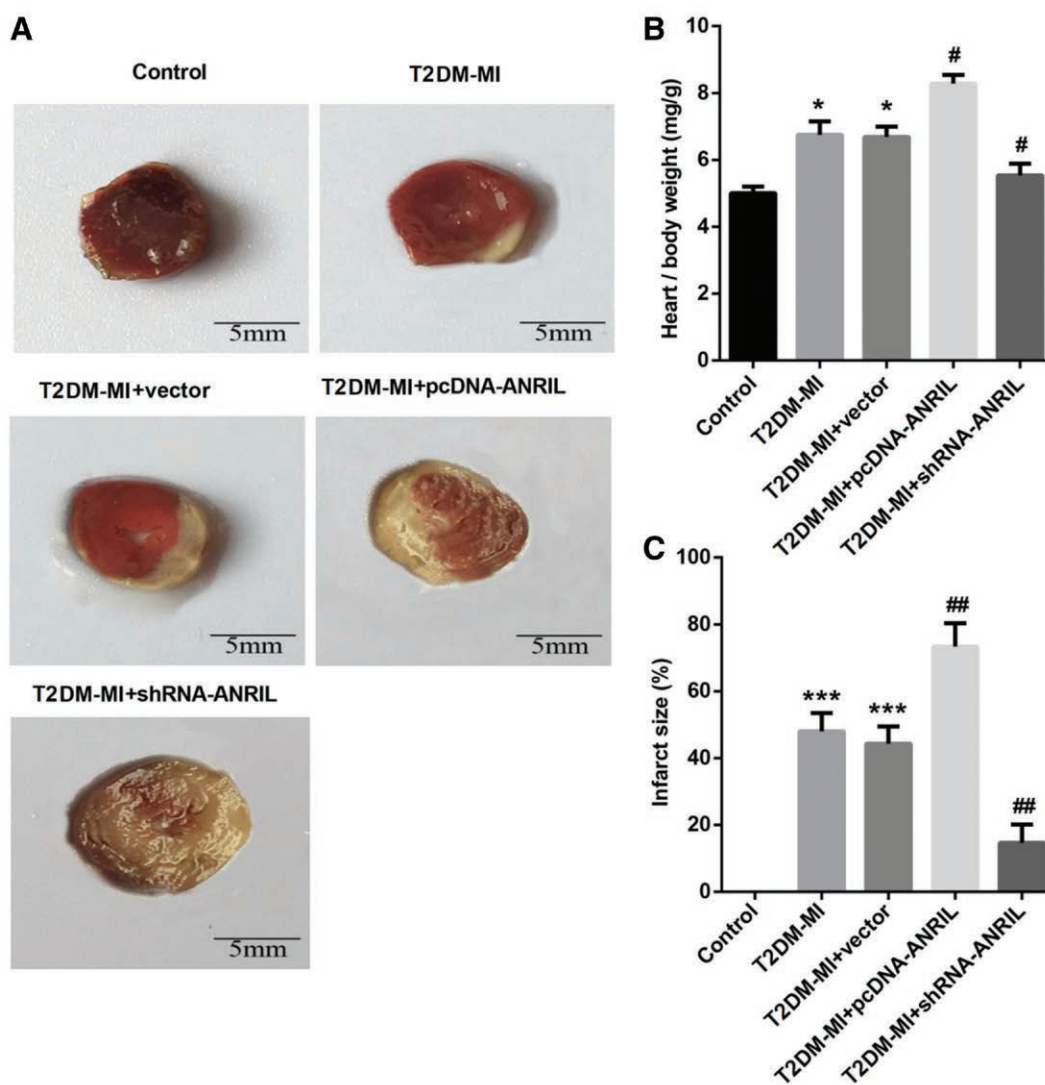 A
Control
T2DM-MI
5mm
5mm
T2DM-MI+vector
T2DM-MI+pcDNA-ANRIL
5mm
5mm
T2DM-MI+shRNA-ANRIL
5mm
B
Heart / body weight (mg/g)
10
8
6
4
2
0
*
*
#
#
Control
T2DM-MI
T2DM-MI+vector
T2DM-MI+pcDNA-ANRIL
T2DM-MI+shRNA-ANRIL
C
Infarct size (%)
100
80
60
40
20
0
***
***
##
##
Control
T2DM-MI
T2DM-MI+vector
T2DM-MI+pcDNA-ANRIL
T2DM-MI+shRNA-ANRIL